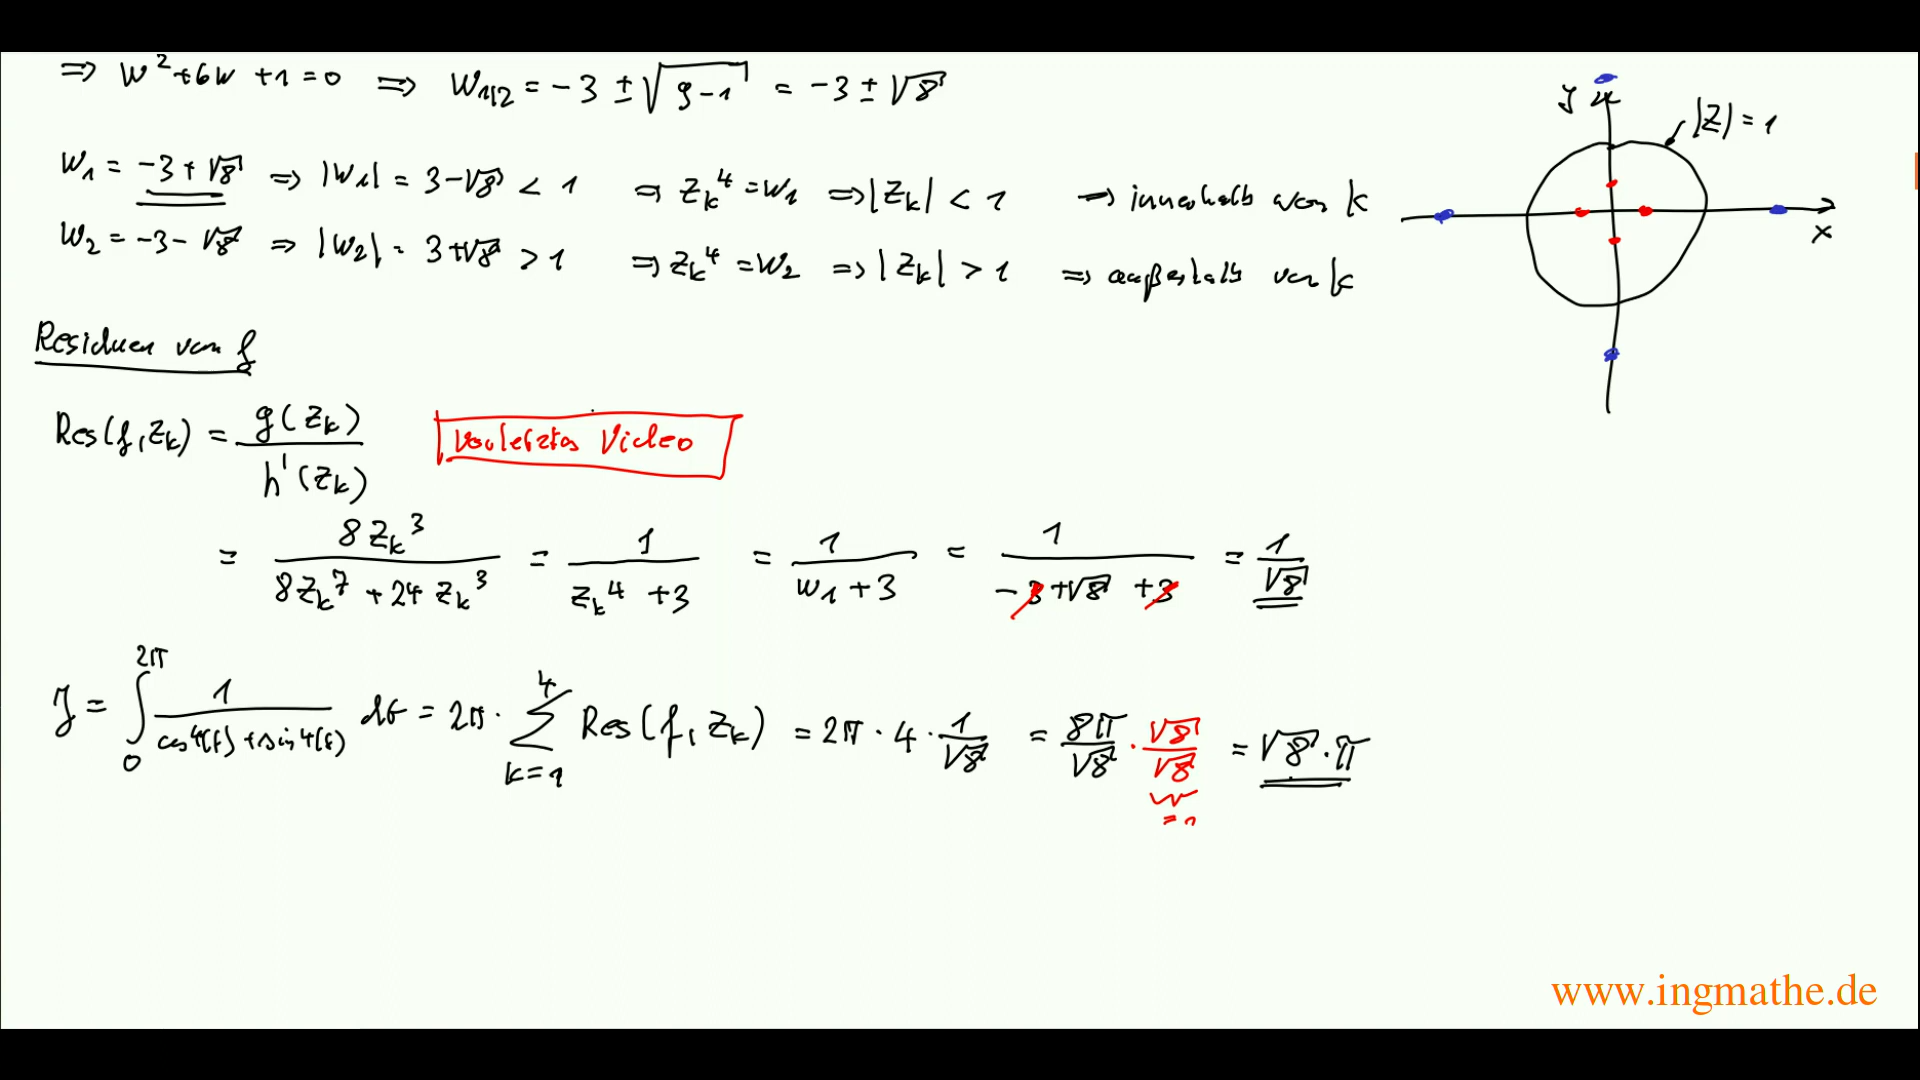 ⇒ w² + 6w + 1 = 0 ⇒ w₁|₂ = -3 ± √(9-1) = -3 ± √8
y
|z| = 1
w₁ = -3 + √8 ⇒ |w₁| = 3 - √8 < 1 ⇒ z_k⁴ = w₁ ⇒ |z_k| < 1 ⇒ innerhalb von k
x
w₂ = -3 - √8 ⇒ |w₂| = 3 + √8 > 1 ⇒ z_k⁴ = w₂ ⇒ |z_k| > 1 ⇒ außerhalb von k
Residuen von f
Res(f, z_k) = g(z_k) / h'(z_k)
Vorletztes Video
= 8z_k³ / (8z_k⁷ + 24z_k³) = 1 / (z_k⁴ + 3) = 1 / (w₁ + 3) = 1 / (-3 + √8 + 3) = 1/√8
J = ∫₀^2π 1 / (cos⁴(t) + sin⁴(t)) dt = 2π · ∑_{k=1}^4 Res(f, z_k) = 2π · 4 · 1/√8 = 8π/√8 · √8/√8 = √8 · π
= 1
www.ingmathe.de